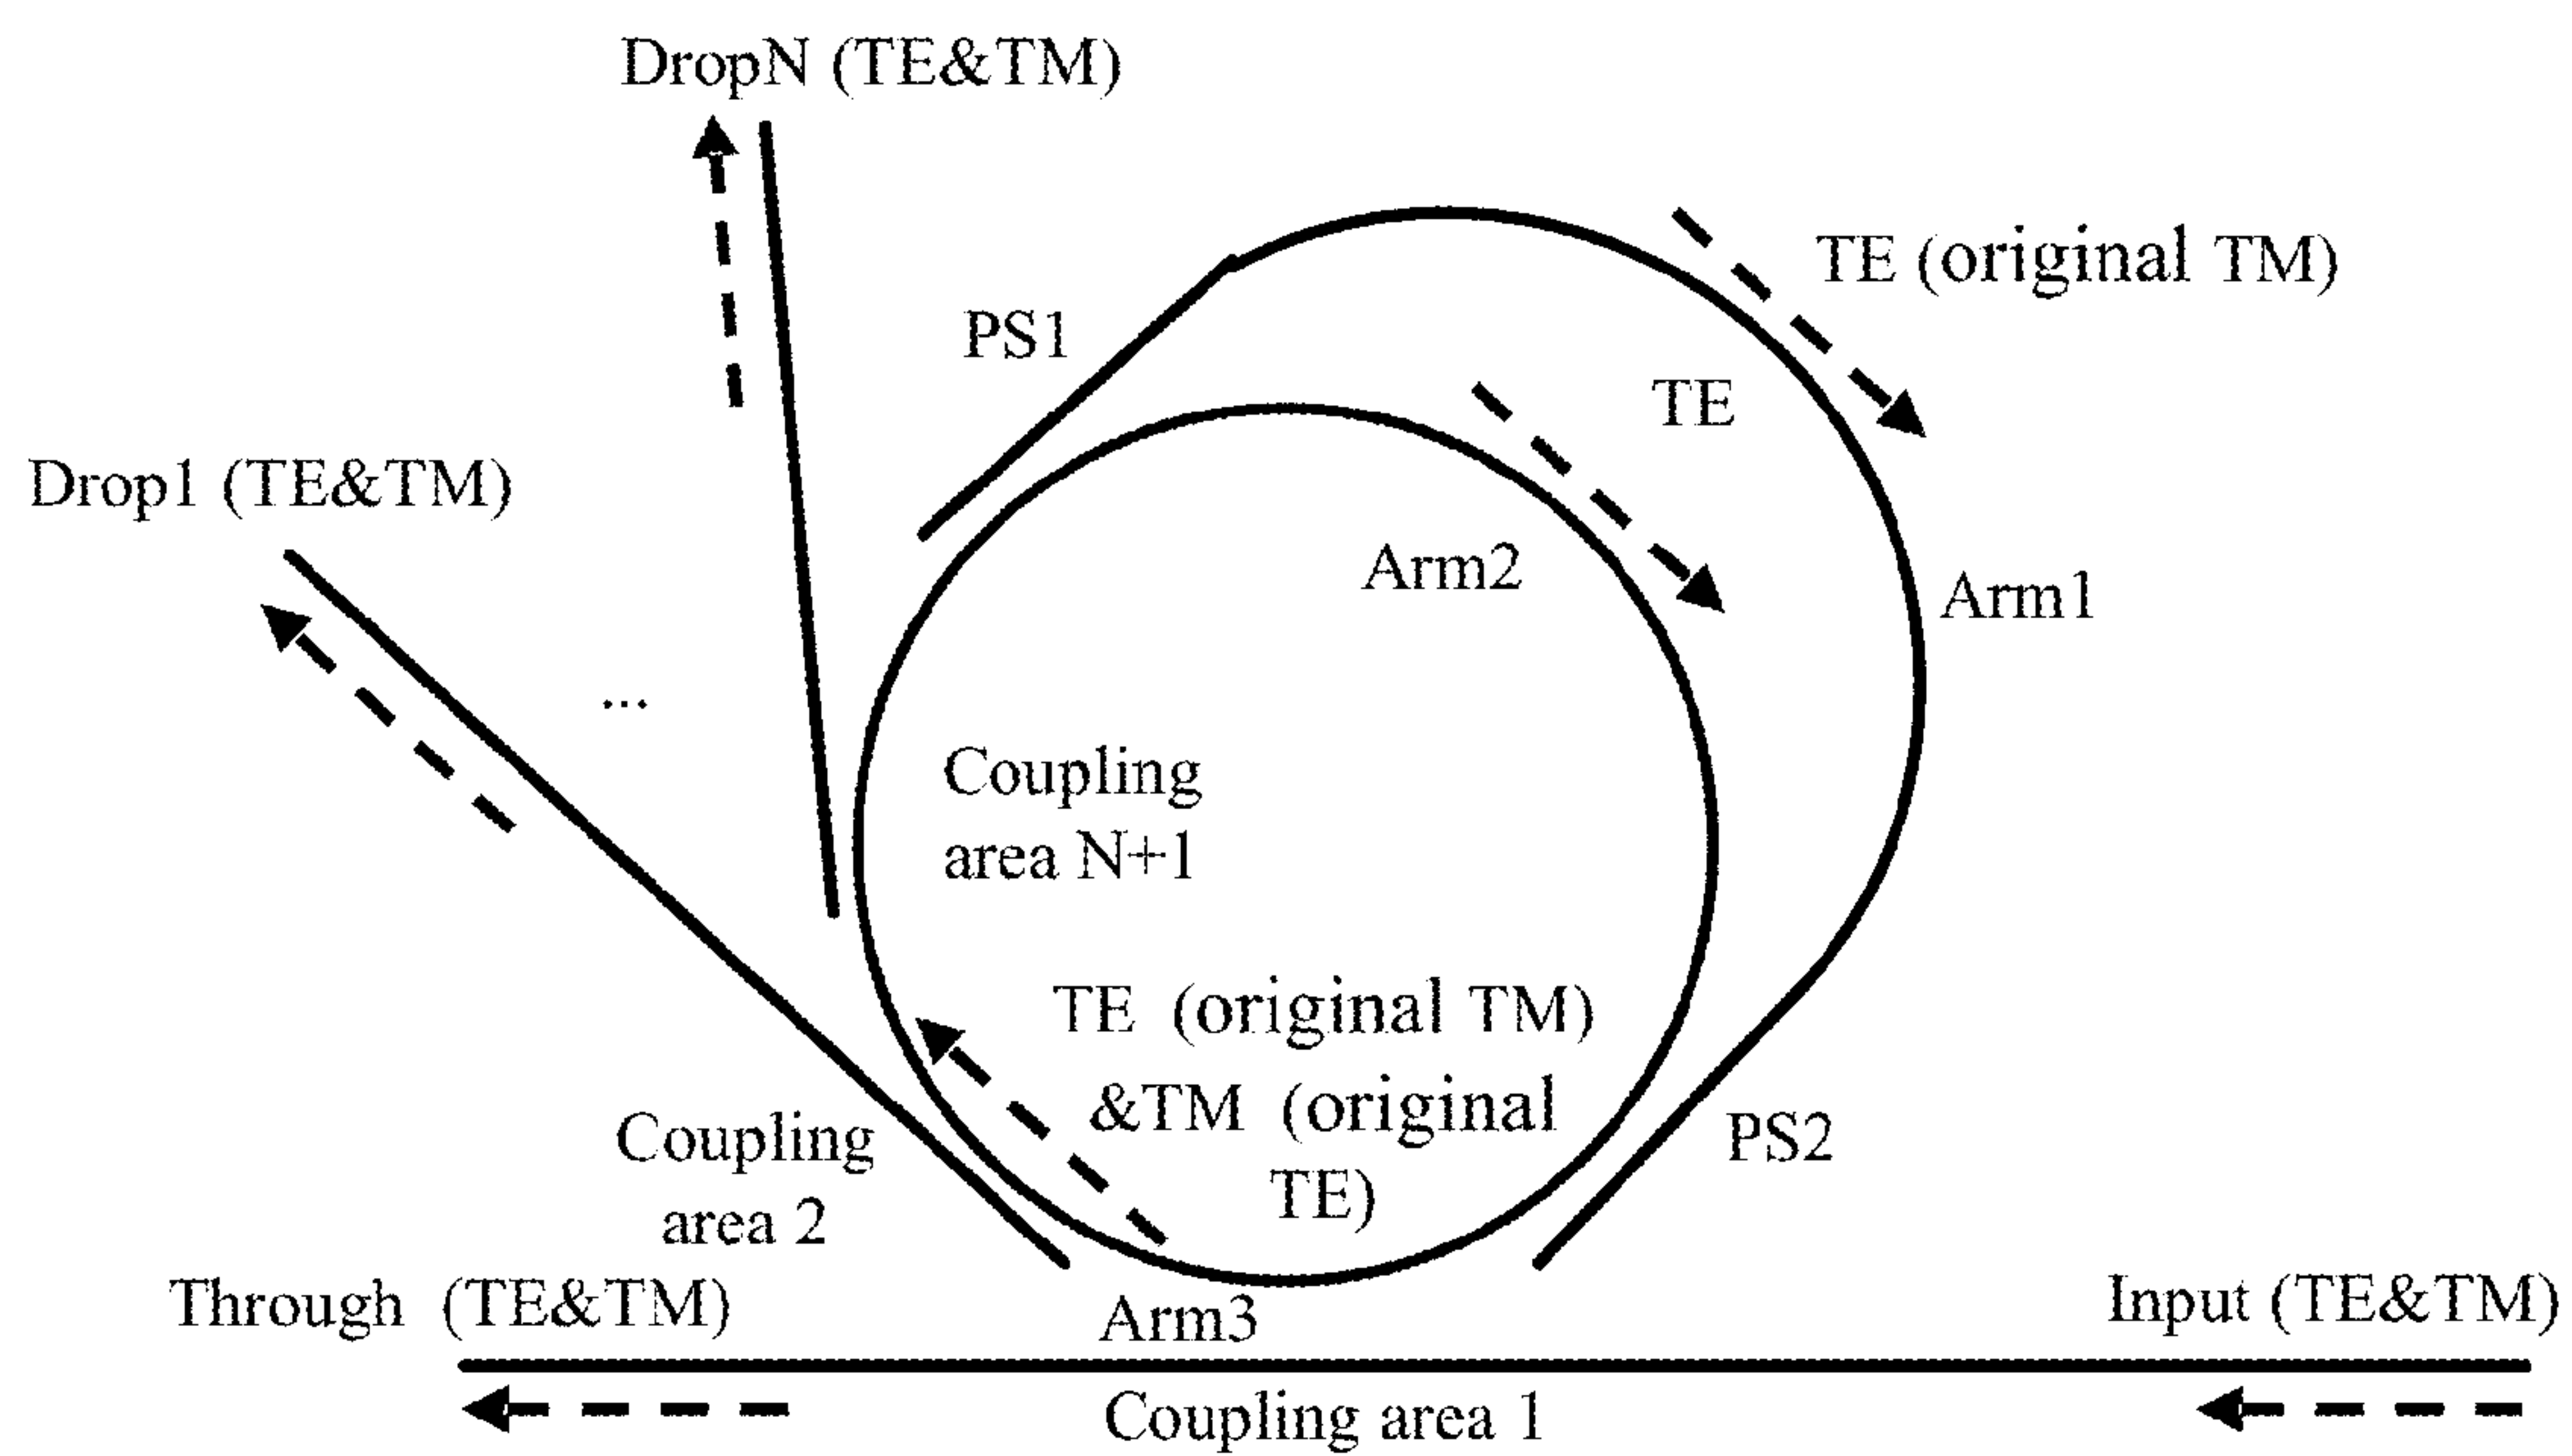 DropN (TE&TM)
TE (original TM)
PS1
TE
Drop1 (TE&TM)
Arm2
Arm1
...
Coupling
area N+1
TE (original TM)
&TM (original
TE)
Coupling
area 2
PS2
Through (TE&TM)
Arm3
Input (TE&TM)
Coupling area 1